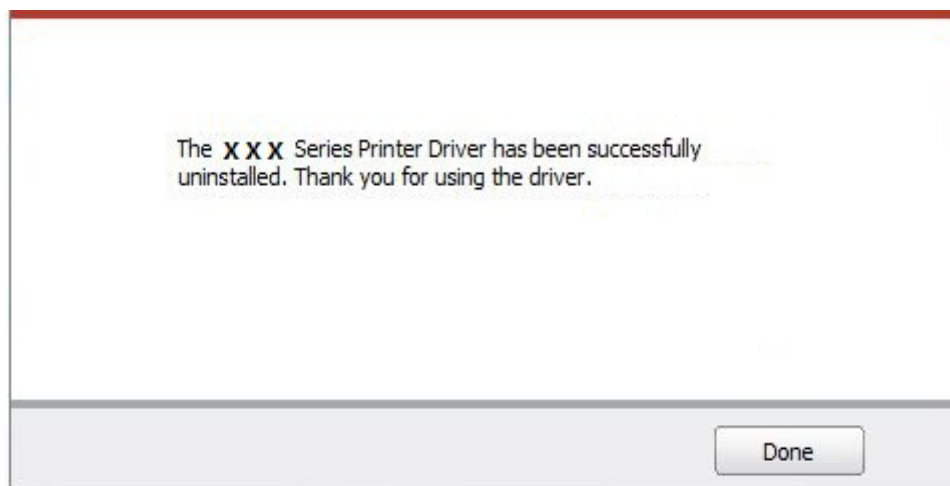 The X X X Series Printer Driver has been successfully
uninstalled. Thank you for using the driver.
Done